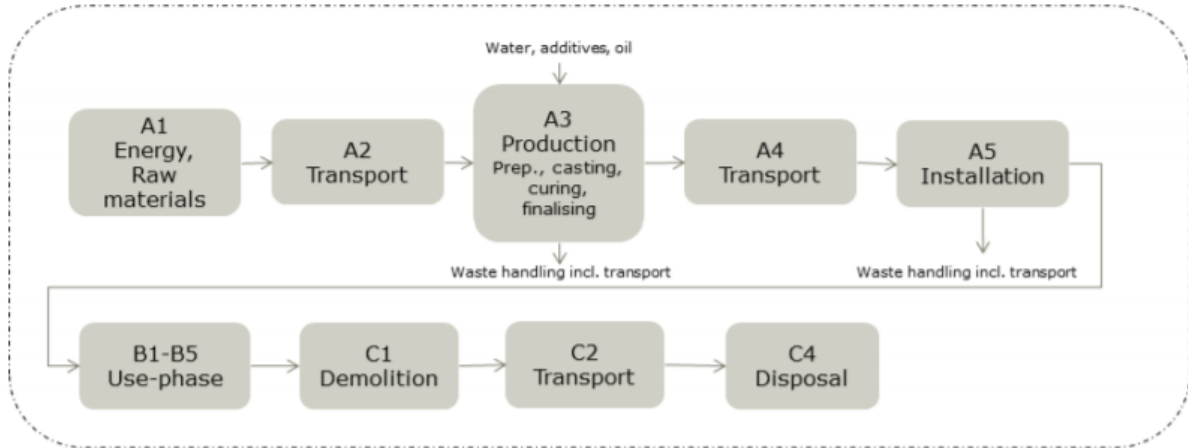 Water, additives, oil
A1
Energy,
Raw
materials
A2
Transport
A3
Production
Prep., casting,
curing,
finalising
A4
Transport
A5
Installation
Waste handling incl. transport
Waste handling incl. transport
B1-B5
Use-phase
C1
Demolition
C2
Transport
C4
Disposal